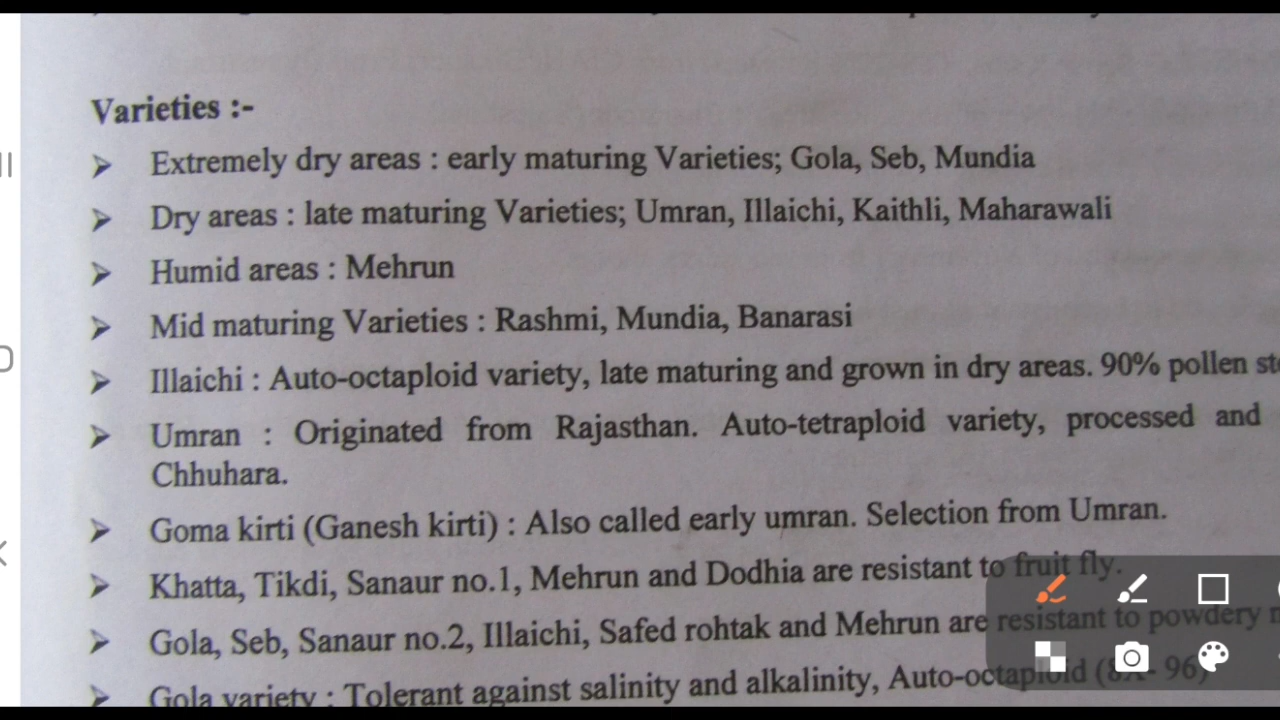 Varieties :-
➤ Extremely dry areas : early maturing Varieties; Gola, Seb, Mundia
➤ Dry areas : late maturing Varieties; Umran, Illaichi, Kaithli, Maharawali
➤ Humid areas : Mehrun
➤ Mid maturing Varieties : Rashmi, Mundia, Banarasi
➤ Illaichi : Auto-octaploid variety, late maturing and grown in dry areas. 90% pollen
➤ Umran : Originated from Rajasthan. Auto-tetraploid variety, processed and
Chhuhara.
➤ Goma kirti (Ganesh kirti) : Also called early umran. Selection from Umran.
➤ Khatta, Tikdi, Sanaur no.1, Mehrun and Dodhia are resistant to fruit fly.
➤ Gola, Seb, Sanaur no.2, Illaichi, Safed rohtak and Mehrun are resistant to powdery
➤ Gola variety : Tolerant against salinity and alkalinity, Auto-octaploid (8X- 96)